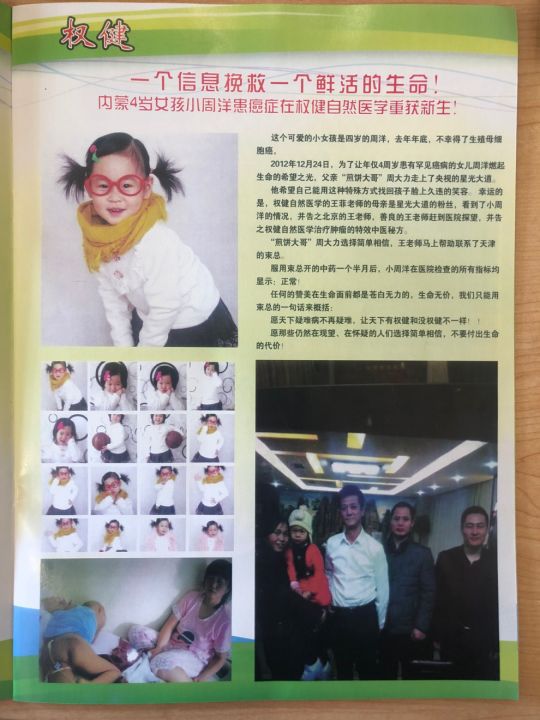 权健
一个信息挽救一个鲜活的生命！
内蒙4岁女孩小周洋患癌症在权健自然医学重获新生！
这个可爱的小女孩是四岁的周洋，去年年底，不幸得了生殖母细
胞癌，
2012年12月24日，为了让年仅4周岁患有罕见癌病的女儿周洋燃起
生命的希望之光，父亲“煎饼大哥”周大力走上了央视的星光大道。
他希望自己能用这种特殊方式找回孩子脸上久违的笑容。 幸运的
是，权健自然医学的王菲老师的母亲是星光大道的粉丝，看到了小周
洋的情况，并告之北京的王老师，善良的王老师赶到医院探望，并告
之权健自然医学治疗肿瘤的特效中医秘方。
“煎饼大哥”周大力选择简单相信，王老师马上帮助联系了天津
的束总。
服用束总开的中药一个半月后，小周洋在医院检查的所有指标均
显示：正常！
任何的赞美在生命面前都是苍白无力的，生命无价，我们只能用
束总的一句话来概括：
愿天下疑难病不再疑难，让天下有权健和没权健不一样！！
愿那些仍然在观望、在怀疑的人们选择简单相信，不要付出生命
的代价！